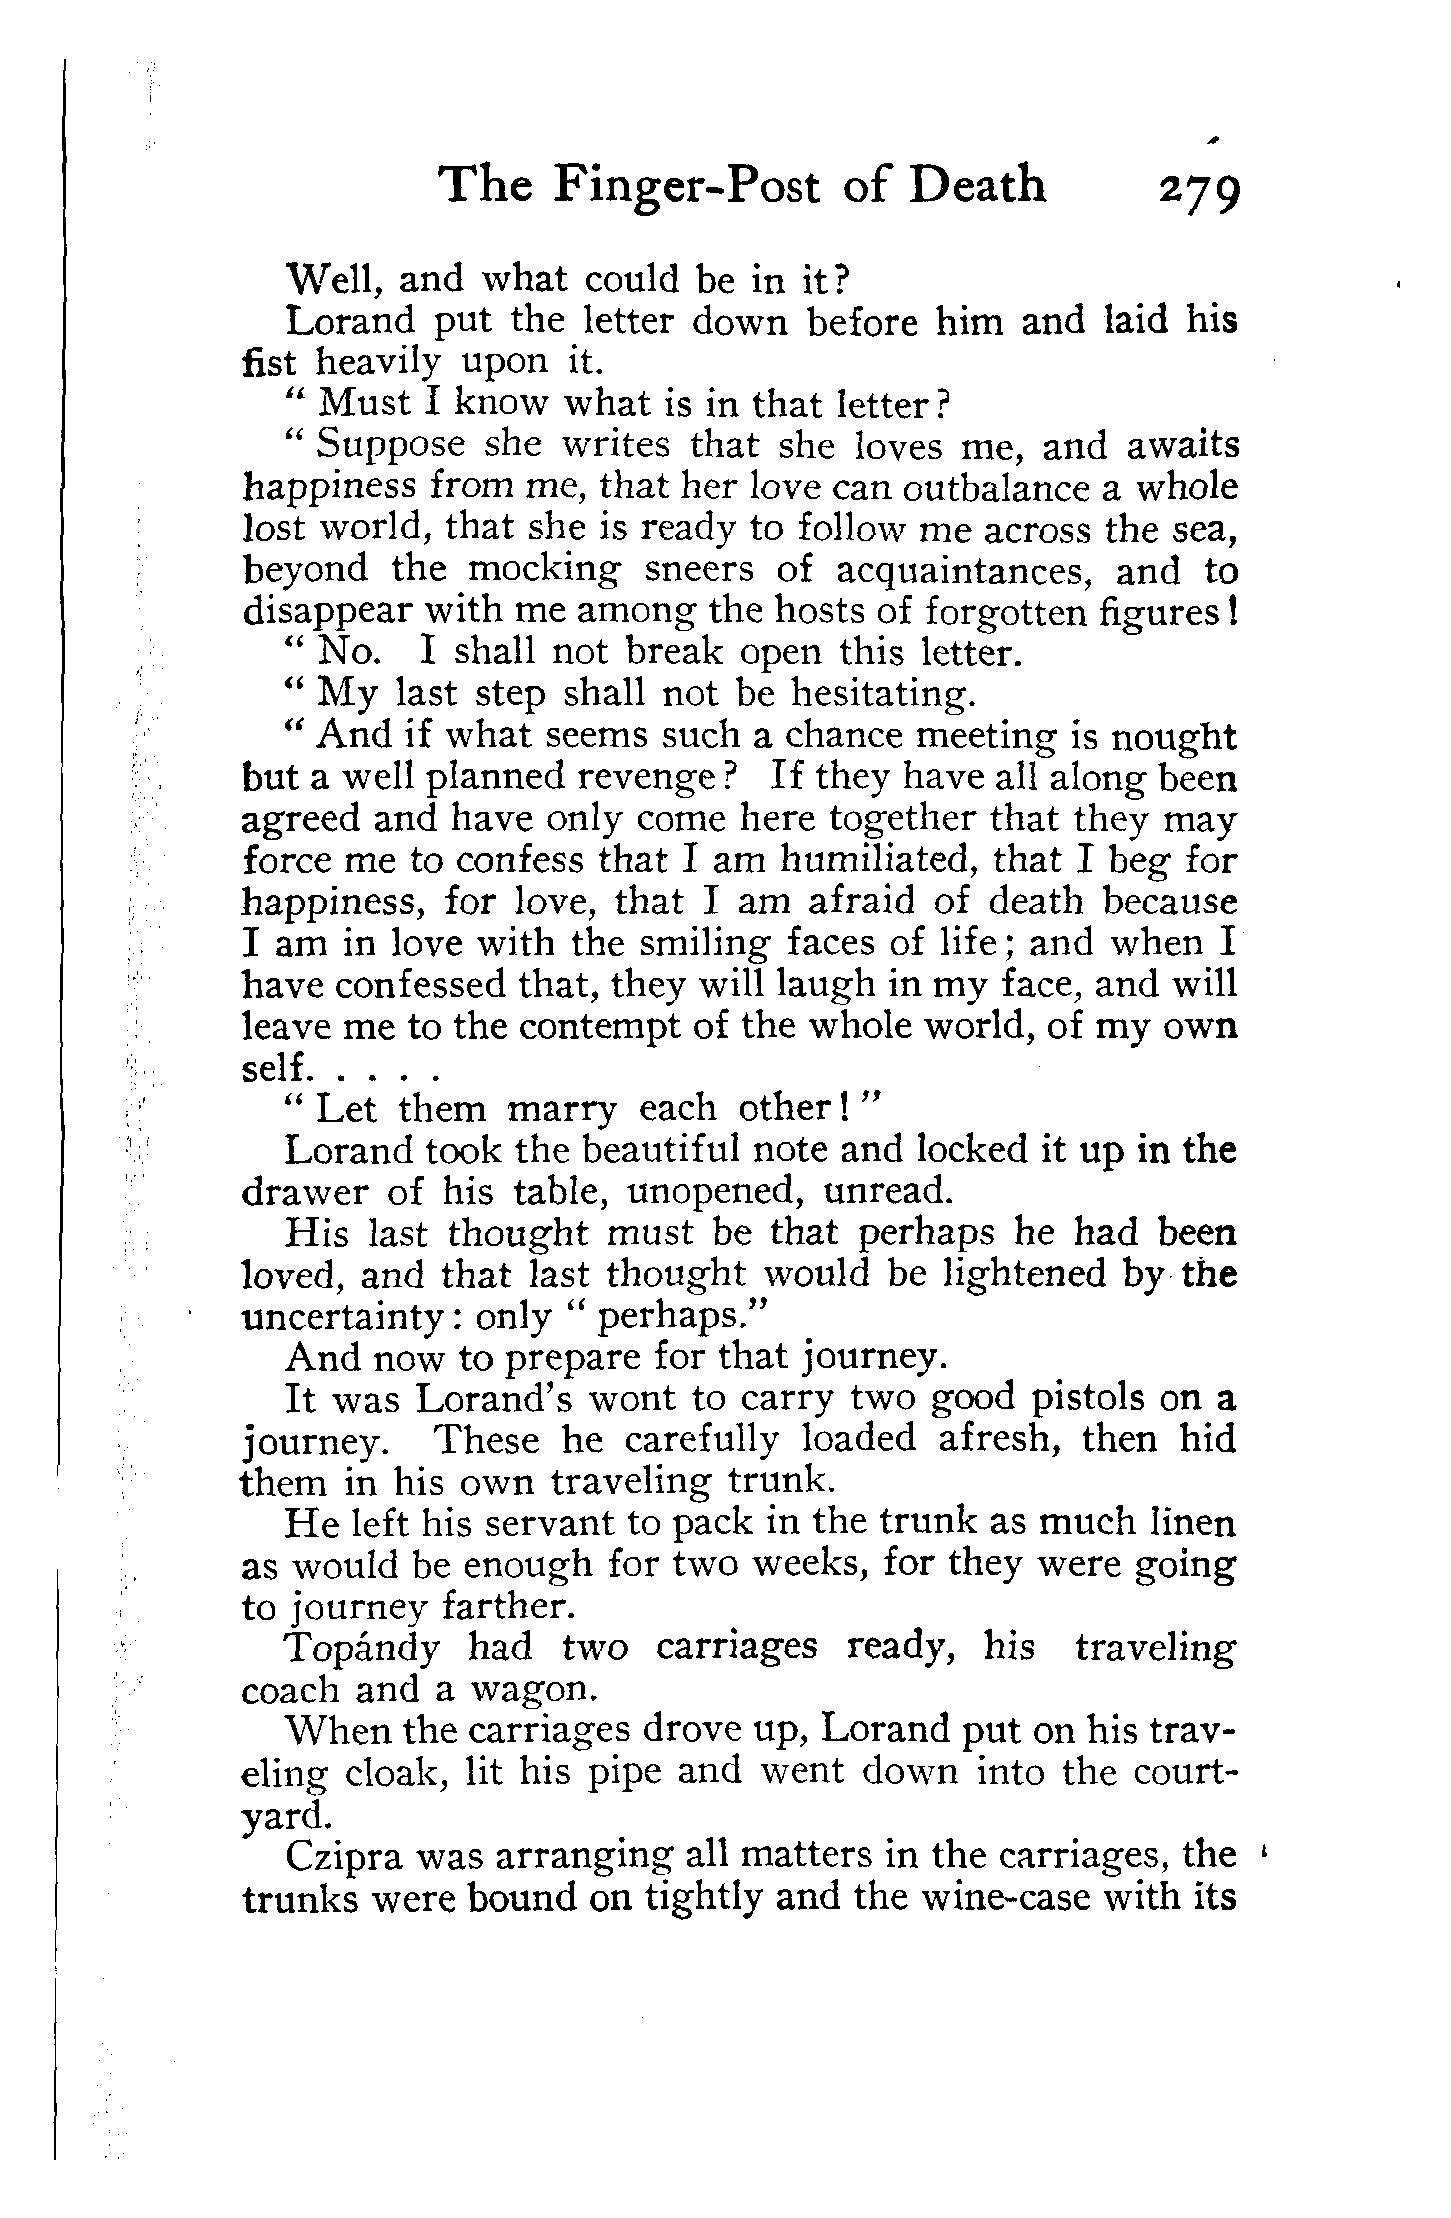 The Finger-Post of Death 279
Well, and what could be in it?
Lorand put the letter down before him and laid his
fist heavily upon it.
" Must I know what is in that letter?
" Suppose she writes that she loves me, and awaits
happiness from me, that her love can outbalance a whole
lost world, that she is ready to follow me across the sea,
beyond the mocking sneers of acquaintances, and to
disappear with me among the hosts of forgotten figures!
" No. I shall not break open this letter.
" My last step shall not be hesitating.
" And if what seems such a chance meeting is nought
but a well planned revenge? If they have all along been
agreed and have only come here together that they may
force me to confess that I am humiliated, that I beg for
happiness, for love, that I am afraid of death because
I am in love with the smiling faces of life; and when I
have confessed that, they will laugh in my face, and will
leave me to the contempt of the whole world, of my own
self. . . . .
" Let them marry each other!"
Lorand took the beautiful note and locked it up in the
drawer of his table, unopened, unread.
His last thought must be that perhaps he had been
loved, and that last thought would be lightened by the
uncertainty: only " perhaps."
And now to prepare for that journey.
It was Lorand's wont to carry two good pistols on a
journey. These he carefully loaded afresh, then hid
them in his own traveling trunk.
He left his servant to pack in the trunk as much linen
as would be enough for two weeks, for they were going
to journey farther.
Topándy had two carriages ready, his traveling
coach and a wagon.
When the carriages drove up, Lorand put on his trav-
eling cloak, lit his pipe and went down into the court-
yard.
Czipra was arranging all matters in the carriages, the
trunks were bound on tightly and the wine-case with its